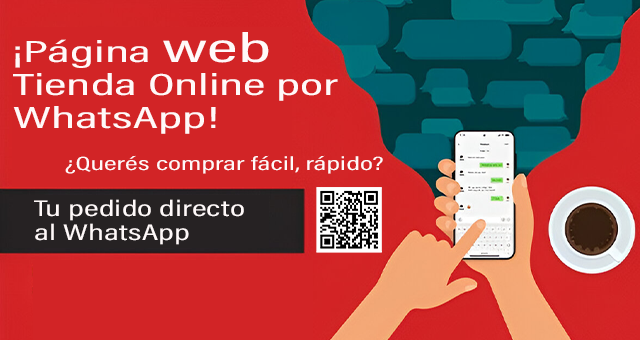 ¡Página web
Tienda Online por
WhatsApp!
¿Querés comprar fácil, rápido?
Tu pedido directo
al WhatsApp